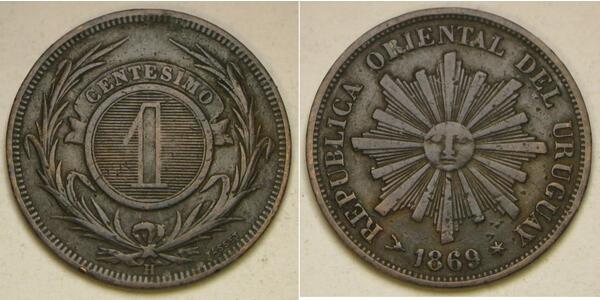 CENTESIMO
1
H
REPUBLICA ORIENTAL DEL URUGUAY
1869